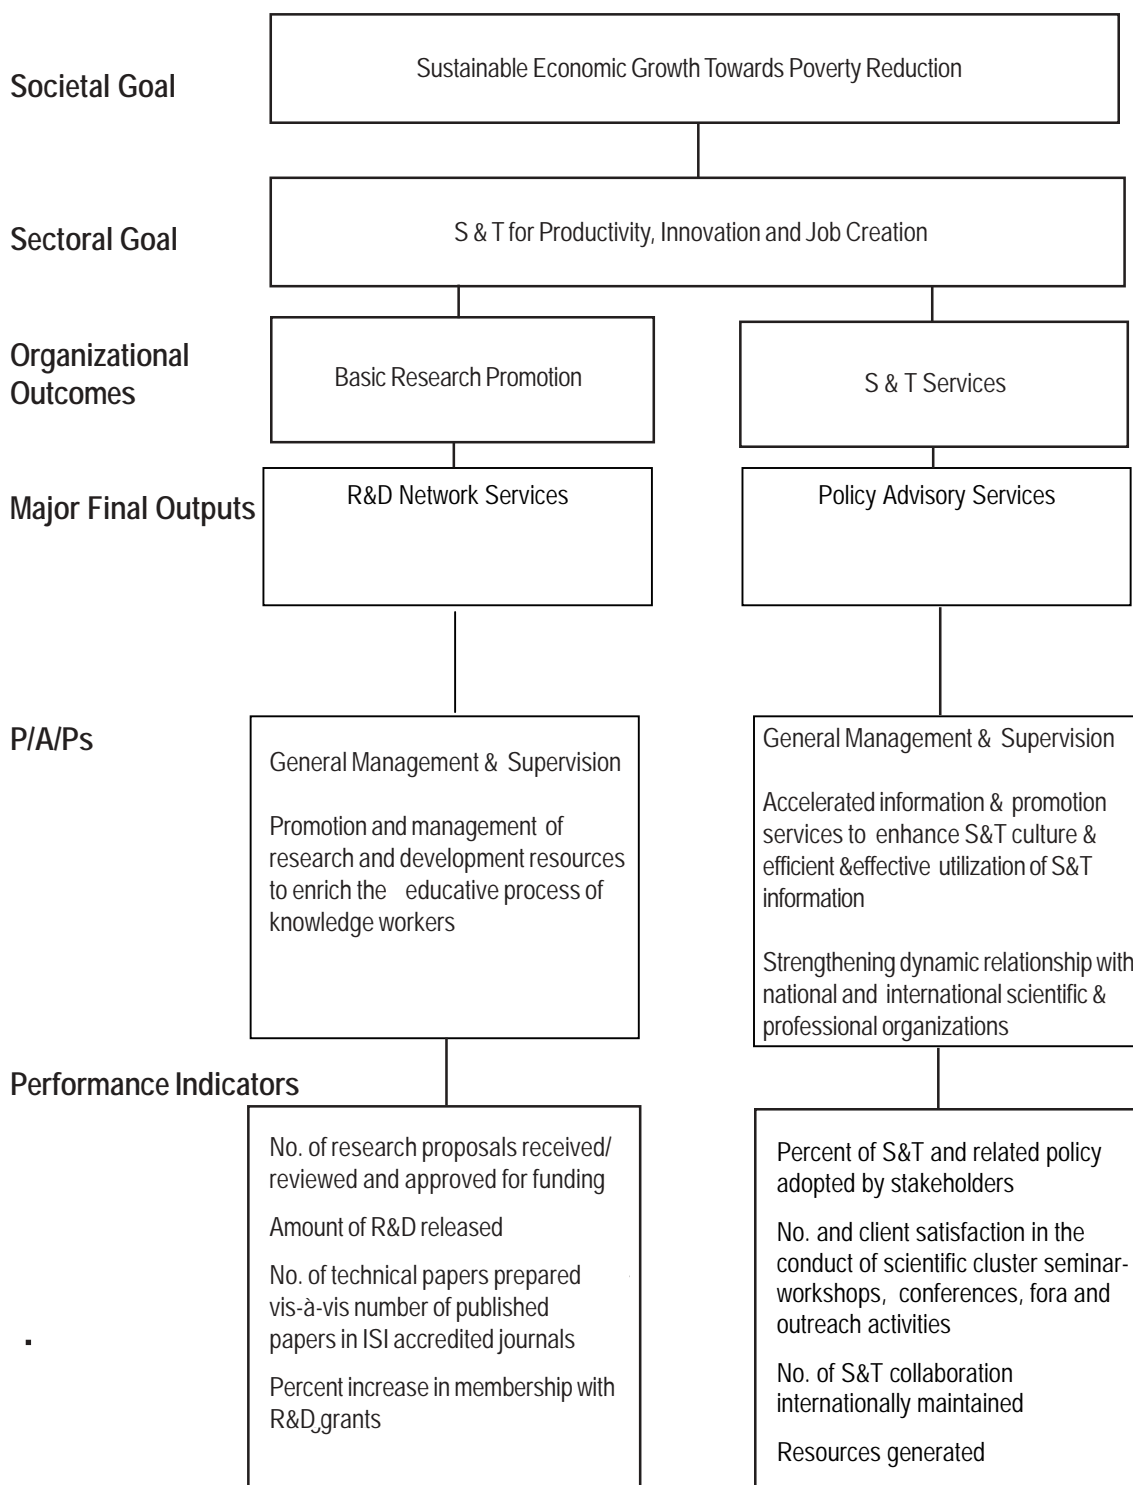 Societal Goal
Sustainable Economic Growth Towards Poverty Reduction
Sectoral Goal
S & T for Productivity, Innovation and Job Creation
Organizational
Outcomes
Basic Research Promotion
S & T Services
Major Final Outputs
R&D Network Services
Policy Advisory Services
P/A/Ps
General Management & Supervision
Promotion and management of
research and development resources
to enrich the educative process of
knowledge workers
General Management & Supervision
Accelerated information & promotion
services to enhance S&T culture &
efficient &effective utilization of S&T
information
Strengthening dynamic relationship with
national and international scientific &
professional organizations
Performance Indicators
No. of research proposals received/
reviewed and approved for funding
Amount of R&D released
No. of technical papers prepared
vis-à-vis number of published
papers in ISI accredited journals
Percent increase in membership with
R&D grants
Percent of S&T and related policy
adopted by stakeholders
No. and client satisfaction in the
conduct of scientific cluster seminar-
workshops, conferences, fora and
outreach activities
No. of S&T collaboration
internationally maintained
Resources generated